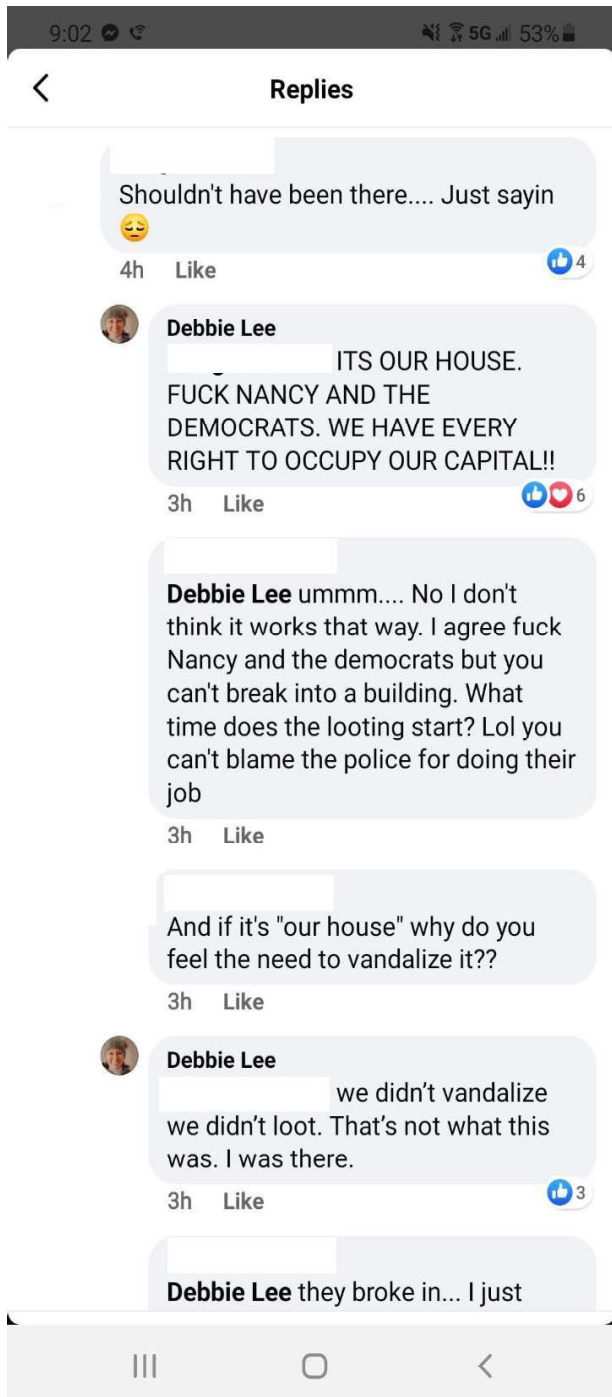 9:02 5G 53%
Replies
Shouldn't have been there.... Just sayin
4h Like 4
Debbie Lee
ITS OUR HOUSE.
FUCK NANCY AND THE
DEMOCRATS. WE HAVE EVERY
RIGHT TO OCCUPY OUR CAPITAL!!
3h Like 6
Debbie Lee ummm.... No I don't
think it works that way. I agree fuck
Nancy and the democrats but you
can't break into a building. What
time does the looting start? Lol you
can't blame the police for doing their
job
3h Like
And if it's "our house" why do you
feel the need to vandalize it??
3h Like
Debbie Lee
we didn’t vandalize
we didn’t loot. That’s not what this
was. I was there.
3h Like 3
Debbie Lee they broke in... I just